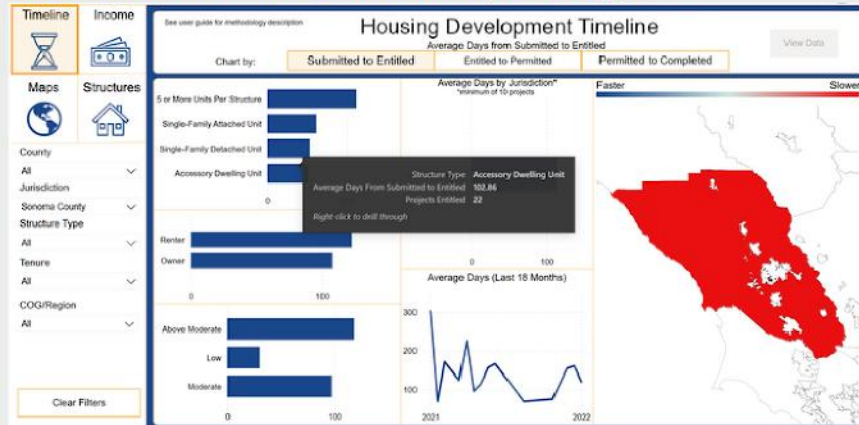 Timeline
Income
Maps
Structures
County
All
Jurisdiction
Sonoma County
Structure Type
All
Tenure
All
COG/Region
All
Clear Filters
See user guide for methodology description
Housing Development Timeline
Average Days from Submitted to Entitled
View Data
Chart by:
Submitted to Entitled
Entitled to Permitted
Permitted to Completed
5 or More Units Per Structure
Single-Family Attached Unit
Single-Family Detached Unit
Accessory Dwelling Unit
0
Average Days by Jurisdiction*
*minimum of 10 projects
Structure Type Accessory Dwelling Unit
Average Days From Submitted to Entitled 102.86
Projects Entitled 22
Right-click to drill through
0
100
Renter
Owner
0
100
Above Moderate
Low
Moderate
0
100
Average Days (Last 18 Months)
300
200
100
2021
2022
Faster
Slower